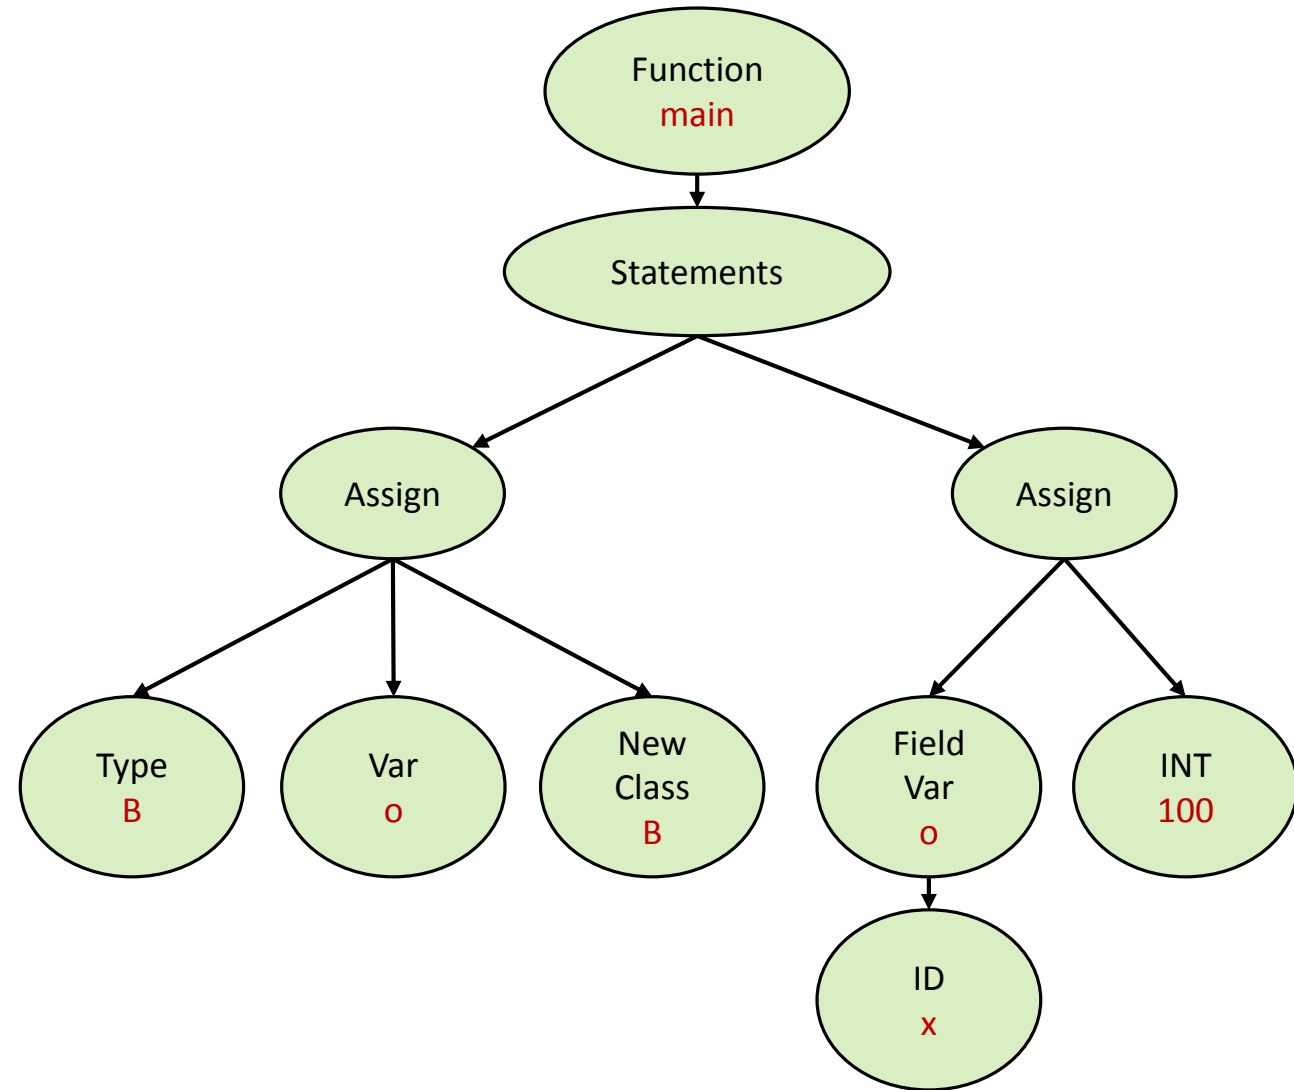 Function
main
Statements
Assign
Assign
Type
B
Var
o
New
Class
B
Field
Var
o
INT
100
ID
x